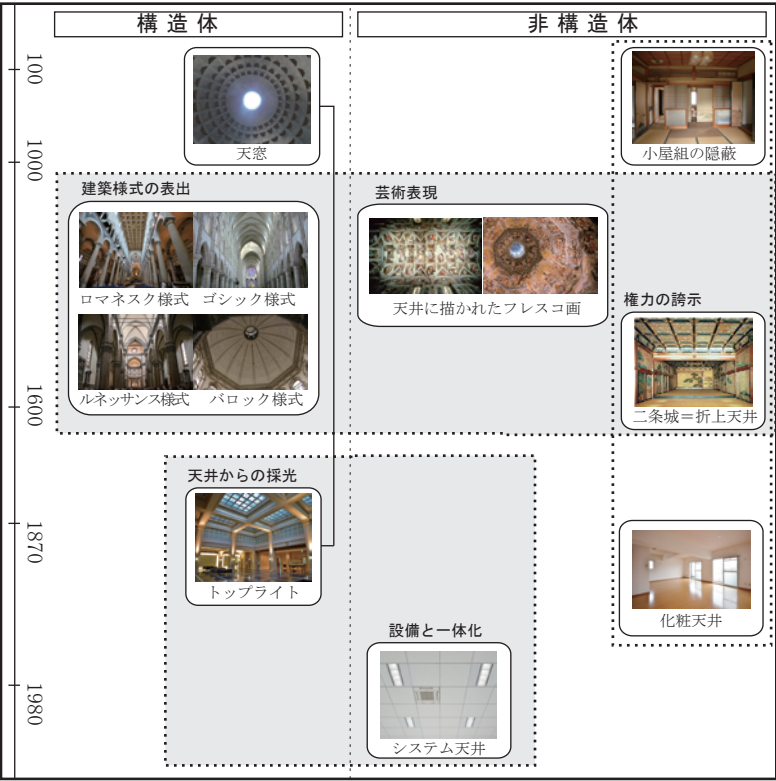 構造体
非構造体
100
1000
1600
1870
1980
天窓
小屋組の隠蔽
建築様式の表出
ロマネスク様式
ゴシック様式
ルネッサンス様式
バロック様式
芸術表現
天井に描かれたフレスコ画
権力の誇示
二条城＝折上天井
天井からの採光
トップライト
化粧天井
設備と一体化
システム天井